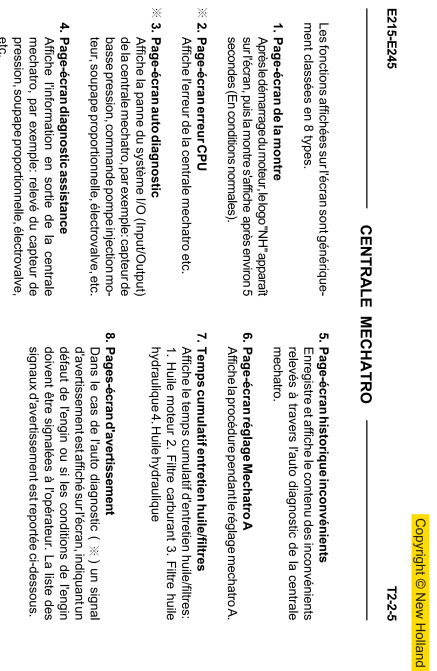 Copyright © New Holland
E215-E245
CENTRALE MECHATRO
T2-2-5
Les fonctions affichées sur l'écran sont générique-
ment classées en 8 types.
1. Page-écran de la montre
Après le démarrage du moteur, le logo "NH" apparaît
sur l'écran, puis la montre s'affiche après environ 5
secondes (En conditions normales).
※ 2. Page-écran erreur CPU
Affiche l'erreur de la centrale mechatro etc.
※ 3. Page-écran auto diagnostic
Affiche la panne du système I/O (Input/Output)
de la centrale mechatro, par exemple: capteur de
basse pression, commande pompe injection mo-
teur, soupape proportionnelle, électrovalve, etc.
4. Page-écran diagnostic assistance
Affiche l'information en sortie de la centrale
mechatro, par exemple: relevé du capteur de
pression, soupape proportionnelle, électrovalve,
etc.
5. Page-écran historique inconvénients
Enregistre et affiche le contenu des inconvénients
relevés à travers l'auto diagnostic de la centrale
mechatro.
6. Page-écran réglage Mechatro A
Affiche la procédure pendant le réglage mechatro A.
7. Temps cumulatif entretien huile/filtres
Affiche le temps cumulatif d'entretien huile/filtres:
1. Huile moteur 2. Filtre carburant 3. Filtre huile
hydraulique 4. Huile hydraulique
8. Pages-écran d'avertissement
Dans le cas de l'auto diagnostic ( ※ ) un signal
d'avertissement est affiché sur l'écran, indiquant un
défaut de l'engin ou si les conditions de l'engin
doivent être signalées à l'opérateur. La liste des
signaux d'avertissement est reportée ci-dessous.